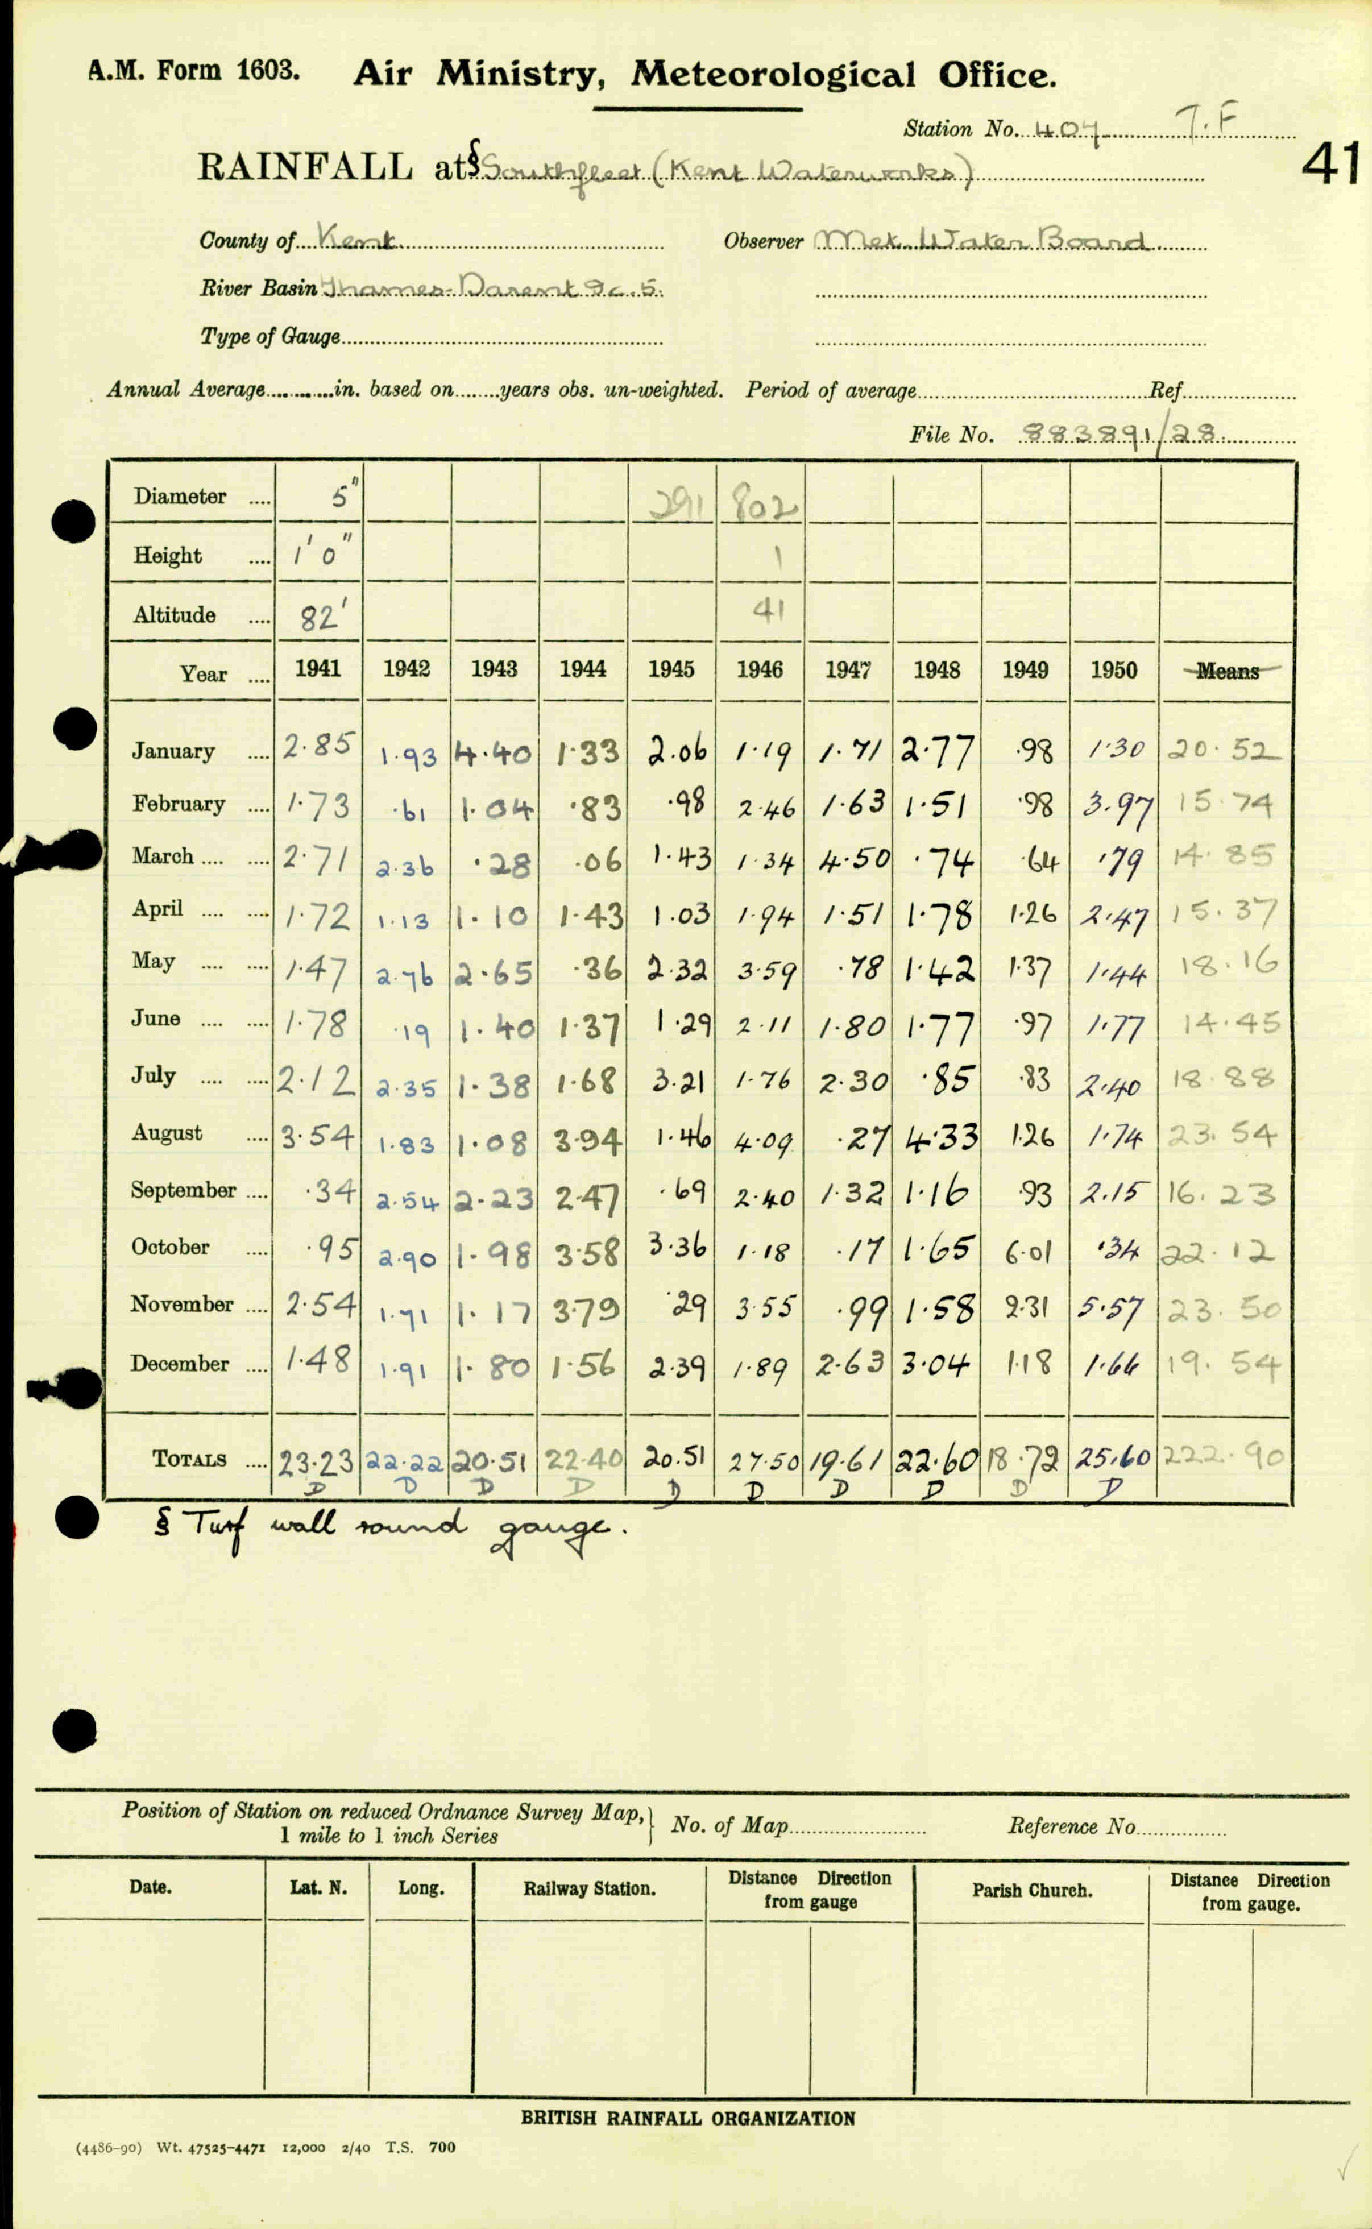 A.M. Form 1603. Air Ministry, Meteorological Office.
Station No. 407 T.F
41
RAINFALL at § Southfleet (Kent Waterworks)
County of Kent Observer Met. Water Board
River Basin Thames-Darent 9c.5.
Type of Gauge
Annual Average in. based on years obs. un-weighted. Period of average Ref
File No. 883891/28
Diameter 5" 291 802
Height 1' 0" 1
Altitude 82' 41
Year 1941 1942 1943 1944 1945 1946 1947 1948 1949 1950 Means
January 2.85 1.93 4.40 1.33 2.06 1.19 1.71 2.77 .98 1.30 20.52
February 1.73 .61 1.04 .83 .98 2.46 1.63 1.51 .98 3.97 15.74
March 2.71 2.36 .28 .06 1.43 1.34 4.50 .74 .64 .79 14.85
April 1.72 1.13 1.10 1.43 1.03 1.94 1.51 1.78 1.26 2.47 15.37
May 1.47 2.76 2.65 .36 2.32 3.59 .78 1.42 1.37 1.44 18.16
June 1.78 .19 1.40 1.37 1.29 2.11 1.80 1.77 .97 1.77 14.45
July 2.12 2.35 1.38 1.68 3.21 1.76 2.30 .85 .83 2.40 18.88
August 3.54 1.83 1.08 3.94 1.46 4.09 .27 4.33 1.26 1.74 23.54
September .34 2.54 2.23 2.47 .69 2.40 1.32 1.16 .93 2.15 16.23
October .95 2.90 1.98 3.58 3.36 1.18 .17 1.65 6.01 .34 22.12
November 2.54 1.71 1.17 3.79 .29 3.55 .99 1.58 2.31 5.57 23.50
December 1.48 1.91 1.80 1.56 2.39 1.89 2.63 3.04 1.18 1.66 19.54
TOTALS 23.23 22.22 20.51 22.40 20.51 27.50 19.61 22.60 18.72 25.60 222.90
D D D D D D D D D D
§ Turf wall round gauge.
Position of Station on reduced Ordnance Survey Map, 1 mile to 1 inch Series } No. of Map Reference No
Date. Lat. N. Long. Railway Station. Distance Direction from gauge Parish Church. Distance Direction from gauge.
BRITISH RAINFALL ORGANIZATION
(4486-90) Wt. 47525-4471 12,000 2/40 T.S. 700